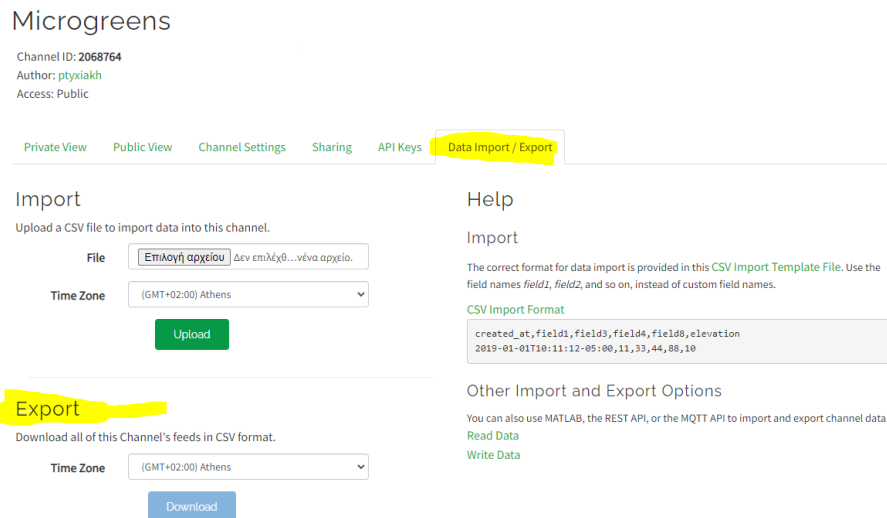 Microgreens
Channel ID: 2068764
Author: ptyxiakh
Access: Public
Private View Public View Channel Settings Sharing API Keys Data Import / Export
Import
Upload a CSV file to import data into this channel.
File Επιλογή αρχείου Δεν επιλέχθ…νένα αρχείο.
Time Zone (GMT+02:00) Athens
Upload
Export
Download all of this Channel's feeds in CSV format.
Time Zone (GMT+02:00) Athens
Download
Help
Import
The correct format for data import is provided in this CSV Import Template File. Use the
field names field1, field2, and so on, instead of custom field names.
CSV Import Format
created_at,field1,field3,field4,field8,elevation
2019-01-01T10:11:12-05:00,11,33,44,88,10
Other Import and Export Options
You can also use MATLAB, the REST API, or the MQTT API to import and export channel data
Read Data
Write Data